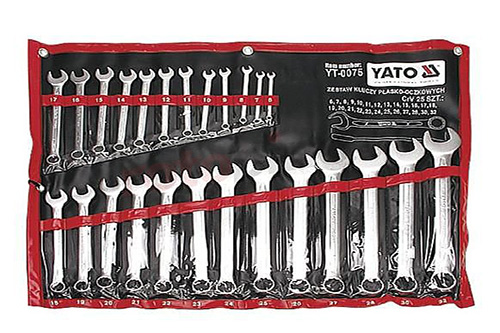 Item number:
YT-0075
YATO
ZESTAW KLUCZY PŁASKO-OCZKOWYCH
CrV 25 SZT.:
6, 7, 8, 9, 10, 11, 12, 13, 14, 15, 16, 17, 18,
19, 20, 21, 22, 23, 24, 25, 26, 27, 28, 30, 32
17 16 15 14 13 12 11 10 9 8 7 6
18 19 20 21 22 23 24 25 26 27 28 30 32